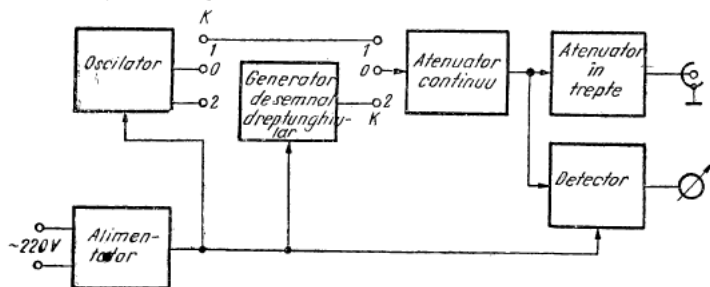 K
1
0
2
Oscilator
Generator
de semnal
dreptunghiu-
lar
1
0
2
K
Atenuator
continuu
Atenuator
în
trepte
Detector
~220V
Alimen-
tator